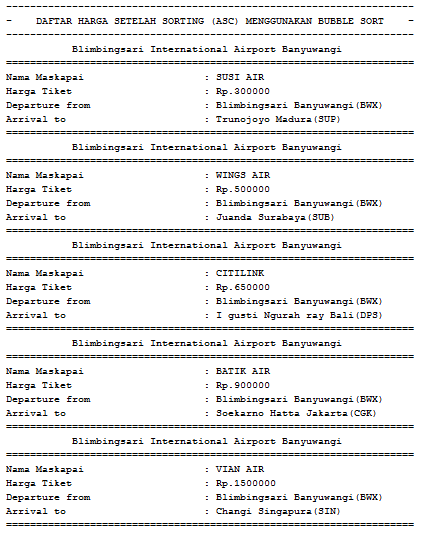 -    DAFTAR HARGA SETELAH SORTING (ASC) MENGGUNAKAN BUBBLE SORT    -
Blimbingsari International Airport Banyuwangi
Nama Maskapai : SUSI AIR
Harga Tiket : Rp.300000
Departure from : Blimbingsari Banyuwangi(BWX)
Arrival to : Trunojoyo Madura(SUP)
Blimbingsari International Airport Banyuwangi
Nama Maskapai : WINGS AIR
Harga Tiket : Rp.500000
Departure from : Blimbingsari Banyuwangi(BWX)
Arrival to : Juanda Surabaya(SUB)
Blimbingsari International Airport Banyuwangi
Nama Maskapai : CITILINK
Harga Tiket : Rp.650000
Departure from : Blimbingsari Banyuwangi(BWX)
Arrival to : I gusti Ngurah ray Bali(DPS)
Blimbingsari International Airport Banyuwangi
Nama Maskapai : BATIK AIR
Harga Tiket : Rp.900000
Departure from : Blimbingsari Banyuwangi(BWX)
Arrival to : Soekarno Hatta Jakarta(CGK)
Blimbingsari International Airport Banyuwangi
Nama Maskapai : VIAN AIR
Harga Tiket : Rp.1500000
Departure from : Blimbingsari Banyuwangi(BWX)
Arrival to : Changi Singapura(SIN)